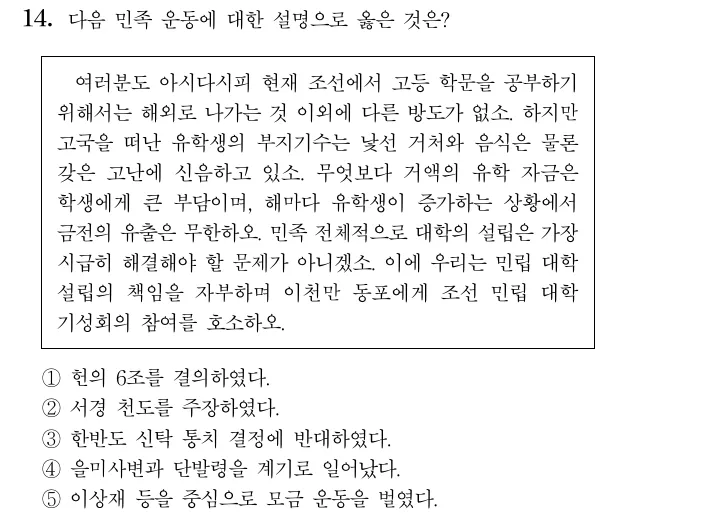 14. 다음 민족 운동에 대한 설명으로 옳은 것은?
여러분도 아시다시피 현재 조선에서 고등 학문을 공부하기
위해서는 해외로 나가는 것 이외에 다른 방도가 없소. 하지만
고국을 떠난 유학생의 부지기수는 낯선 거처와 음식은 물론
갖은 고난에 신음하고 있소. 무엇보다 거액의 유학 자금은
학생에게 큰 부담이며, 해마다 유학생이 증가하는 상황에서
금전의 유출은 무한하오. 민족 전체적으로 대학의 설립은 가장
시급히 해결해야 할 문제가 아니겠소. 이에 우리는 민립 대학
설립의 책임을 자부하며 이천만 동포에게 조선 민립 대학
기성회의 참여를 호소하오.
① 헌의 6조를 결의하였다.
② 서경 천도를 주장하였다.
③ 한반도 신탁 통치 결정에 반대하였다.
④ 을미사변과 단발령을 계기로 일어났다.
⑤ 이상재 등을 중심으로 모금 운동을 벌였다.